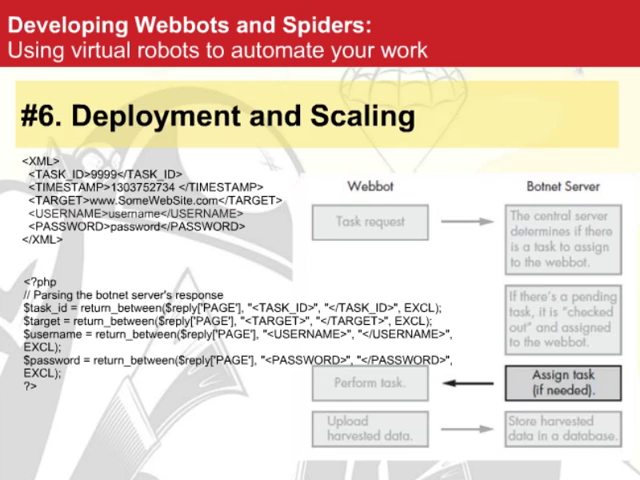 Developing Webbots and Spiders:
Using virtual robots to automate your work
#6. Deployment and Scaling
<XML>
<TASK_ID>9999</TASK_ID>
<TIMESTAMP>1303752734 </TIMESTAMP>
<TARGET>www.SomeWebSite.com</TARGET>
<USERNAME>username</USERNAME>
<PASSWORD>password</PASSWORD>
</XML>
<?php
// Parsing the botnet server's response
$task_id = return_between($reply['PAGE'], "<TASK_ID>", "</TASK_ID>", EXCL);
$target = return_between($reply['PAGE'], "<TARGET>", "</TARGET>", EXCL);
$username = return_between($reply['PAGE'], "<USERNAME>", "</USERNAME>",
EXCL);
$password = return_between($reply['PAGE'], "<PASSWORD>", "</PASSWORD>",
EXCL);
?>
Webbot
Botnet Server
Task request
The central server
determines if there
is a task to assign
to the webbot.
If there's a pending
task, it is "checked
out" and assigned
to the webbot.
Perform task.
Assign task
(if needed).
Upload
harvested data.
Store harvested
data in a database.